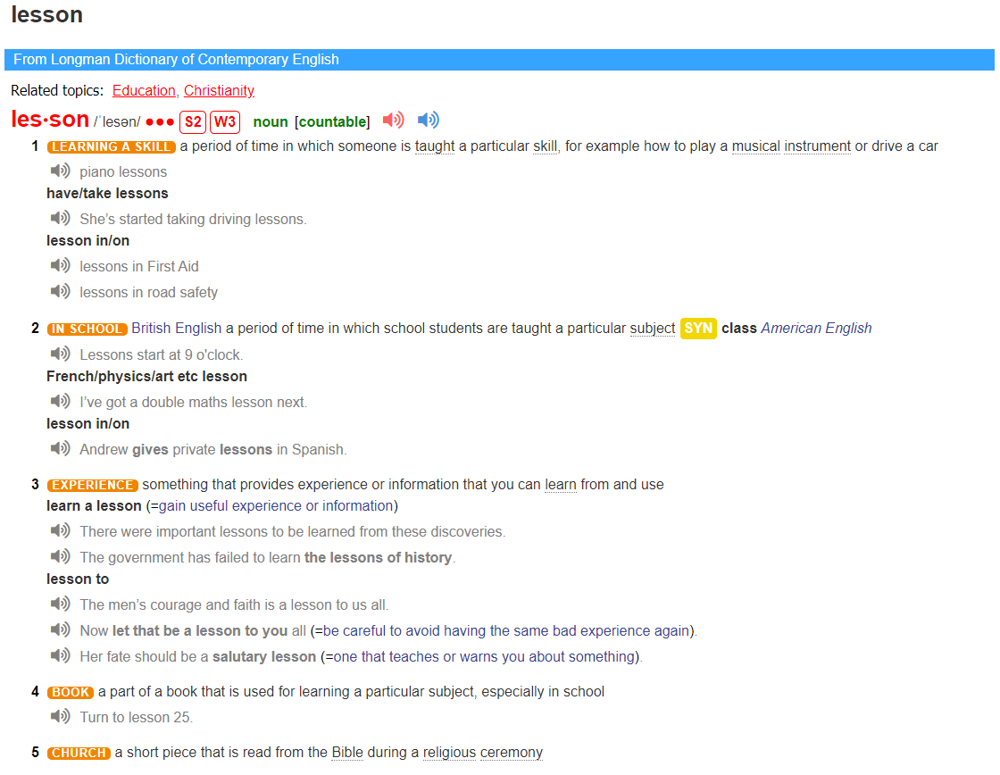 lesson
From Longman Dictionary of Contemporary English
Related topics: Education, Christianity
les‧son /ˈlesən/ ●●● S2 W3 noun [countable]
1 LEARNING A SKILL a period of time in which someone is taught a particular skill, for example how to play a musical instrument or drive a car
piano lessons
have/take lessons
She’s started taking driving lessons.
lesson in/on
lessons in First Aid
lessons in road safety
2 IN SCHOOL British English a period of time in which school students are taught a particular subject SYN class American English
Lessons start at 9 o'clock.
French/physics/art etc lesson
I’ve got a double maths lesson next.
lesson in/on
Andrew gives private lessons in Spanish.
3 EXPERIENCE something that provides experience or information that you can learn from and use
learn a lesson (=gain useful experience or information)
There were important lessons to be learned from these discoveries.
The government has failed to learn the lessons of history.
lesson to
The men’s courage and faith is a lesson to us all.
Now let that be a lesson to you all (=be careful to avoid having the same bad experience again).
Her fate should be a salutary lesson (=one that teaches or warns you about something).
4 BOOK a part of a book that is used for learning a particular subject, especially in school
Turn to lesson 25.
5 CHURCH a short piece that is read from the Bible during a religious ceremony